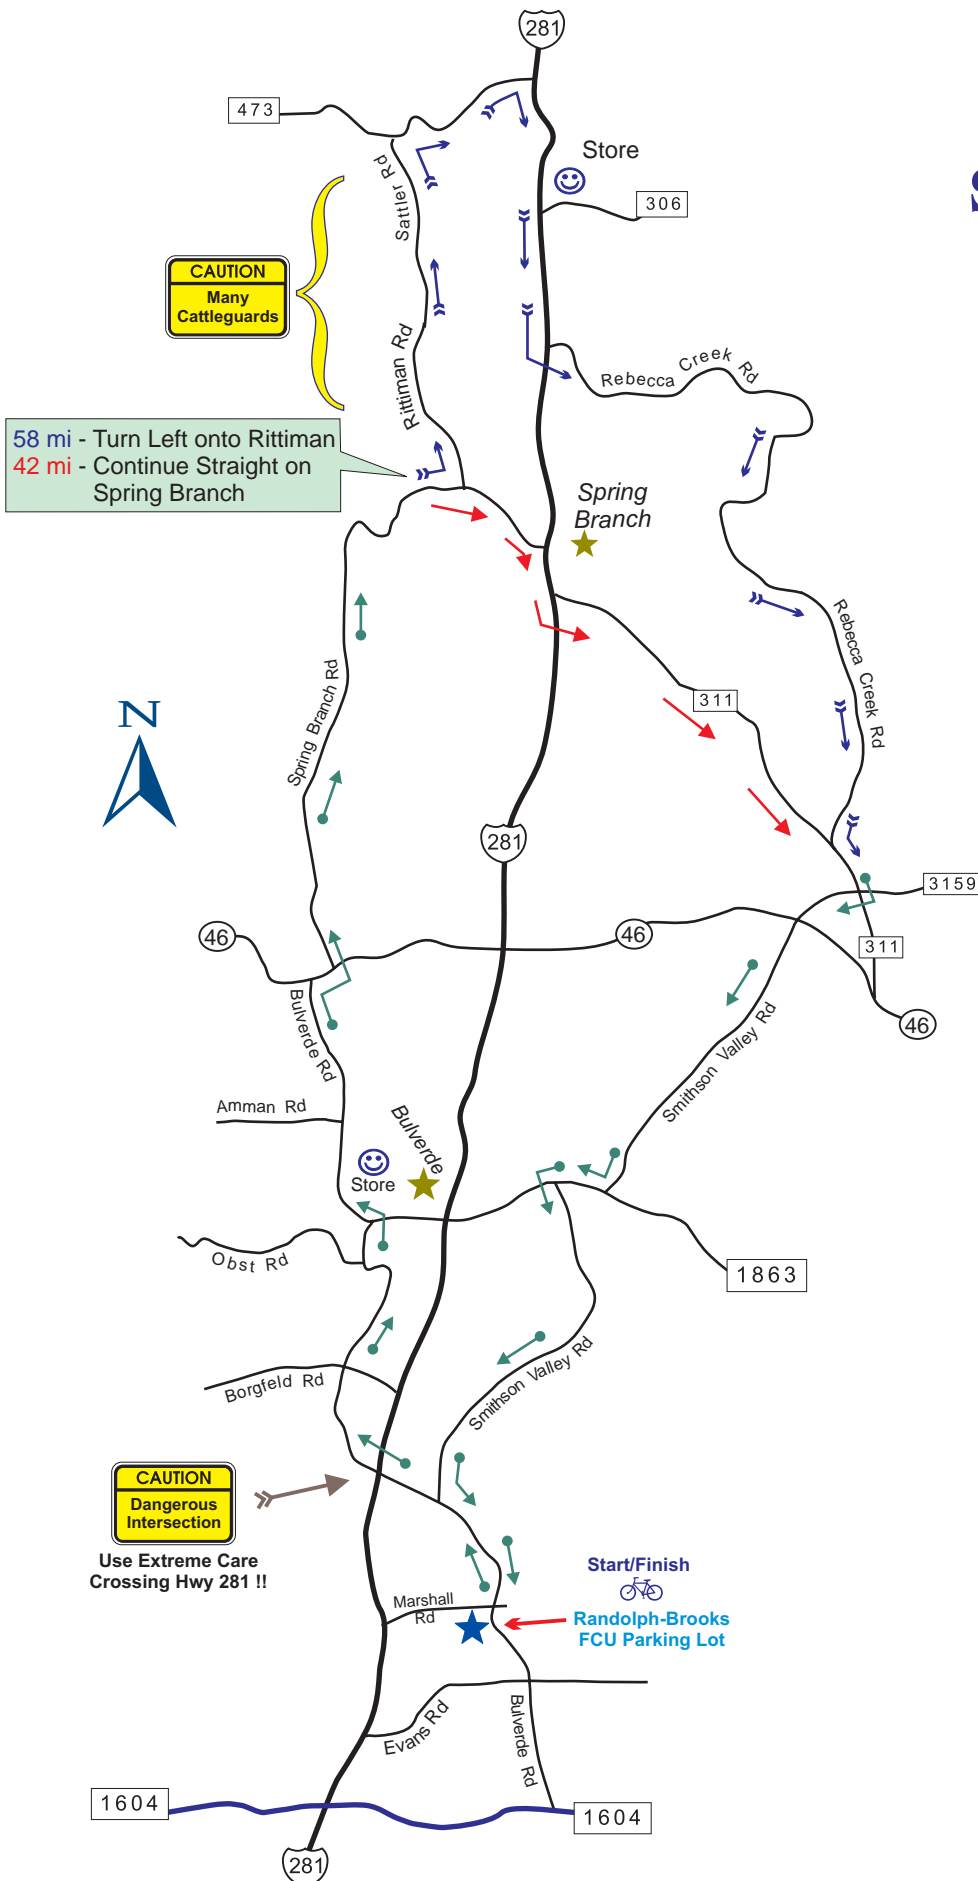 281
473
Store
306
Sattler Rd
CAUTION
Many
Cattleguards
Rittiman Rd
Rebecca Creek Rd
58 mi - Turn Left onto Rittiman
42 mi - Continue Straight on
Spring Branch
Spring
Branch
Rebecca Creek Rd
Spring Branch Rd
311
N
281
3159
46
46
311
46
Bulverde Rd
Smithson Valley Rd
Amman Rd
Bulverde
Store
Obst Rd
1863
Borgfeld Rd
Smithson Valley Rd
CAUTION
Dangerous
Intersection
Use Extreme Care
Crossing Hwy 281 !!
Start/Finish
Marshall
Rd
Randolph-Brooks
FCU Parking Lot
Evans Rd
Bulverde Rd
1604
1604
281